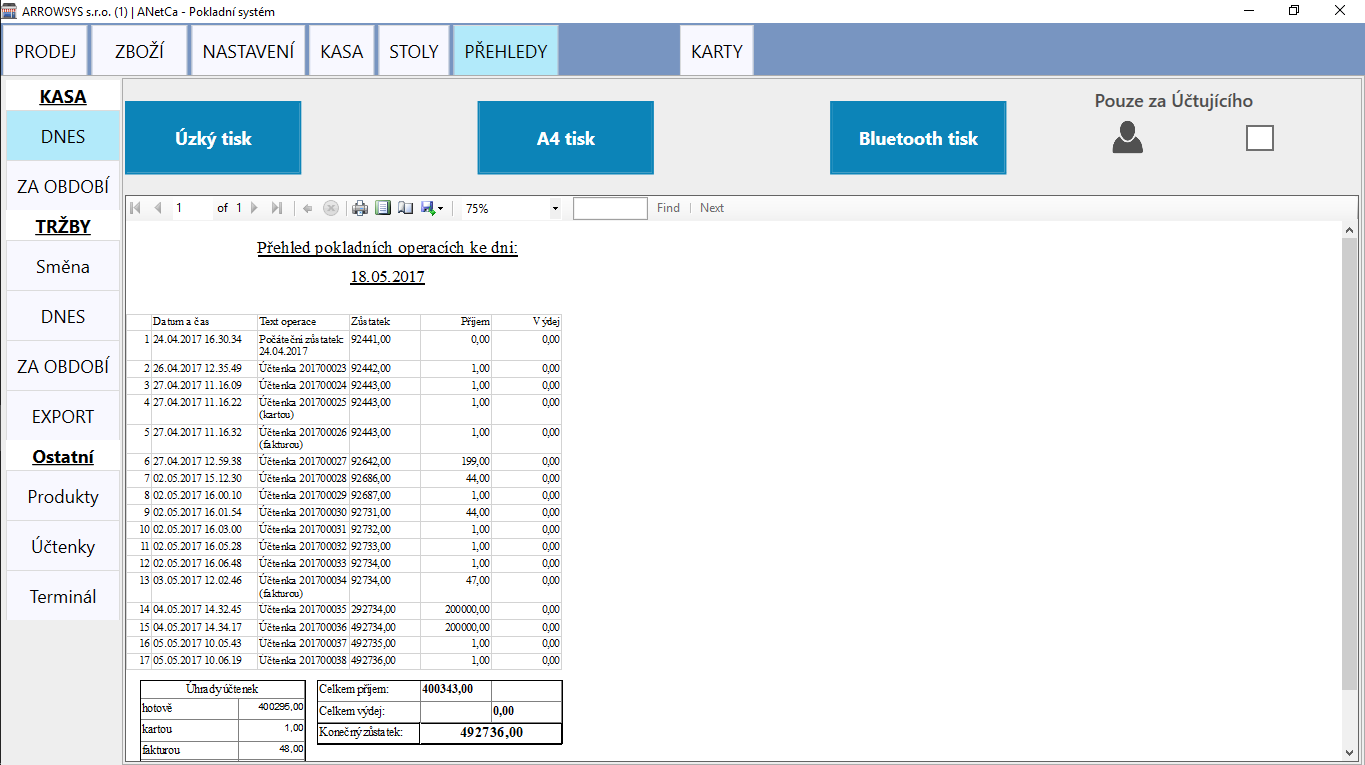 ARROWSYS s.r.o. (1) | ANetCa - Pokladní systém
PRODEJ ZBOŽÍ NASTAVENÍ KASA STOLY PŘEHLEDY KARTY
KASA
DNES
ZA OBDOBÍ
TRŽBY
Směna
DNES
ZA OBDOBÍ
EXPORT
Ostatní
Produkty
Účtenky
Terminál
Úzký tisk A4 tisk Bluetooth tisk
Pouze za Účtujícího
1 of 1 75% Find | Next
Přehled pokladních operacích ke dni:
18.05.2017
Datum a čas Text operace Zůstatek Příjem Výdej
1 24.04.2017 16.30.34 Počáteční zůstatek: 92441,00 0,00 0,00
24.04.2017
2 26.04.2017 12.35.49 Účtenka 201700023 92442,00 1,00 0,00
3 27.04.2017 11.16.09 Účtenka 201700024 92443,00 1,00 0,00
4 27.04.2017 11.16.22 Účtenka 201700025 92443,00 1,00 0,00
(kartou)
5 27.04.2017 11.16.32 Účtenka 201700026 92443,00 1,00 0,00
(fakturou)
6 27.04.2017 12.59.38 Účtenka 201700027 92642,00 199,00 0,00
7 02.05.2017 15.12.30 Účtenka 201700028 92686,00 44,00 0,00
8 02.05.2017 16.00.10 Účtenka 201700029 92687,00 1,00 0,00
9 02.05.2017 16.01.54 Účtenka 201700030 92731,00 44,00 0,00
10 02.05.2017 16.03.00 Účtenka 201700031 92732,00 1,00 0,00
11 02.05.2017 16.05.28 Účtenka 201700032 92733,00 1,00 0,00
12 02.05.2017 16.06.48 Účtenka 201700033 92734,00 1,00 0,00
13 03.05.2017 12.02.46 Účtenka 201700034 92734,00 47,00 0,00
(fakturou)
14 04.05.2017 14.32.45 Účtenka 201700035 292734,00 200000,00 0,00
15 04.05.2017 14.34.17 Účtenka 201700036 492734,00 200000,00 0,00
16 05.05.2017 10.05.43 Účtenka 201700037 492735,00 1,00 0,00
17 05.05.2017 10.06.19 Účtenka 201700038 492736,00 1,00 0,00
Úhrady účtenek
hotově 400295,00
kartou 1,00
fakturou 48,00
Celkem příjem: 400343,00
Celkem výdej: 0,00
Konečný zůstatek: 492736,00